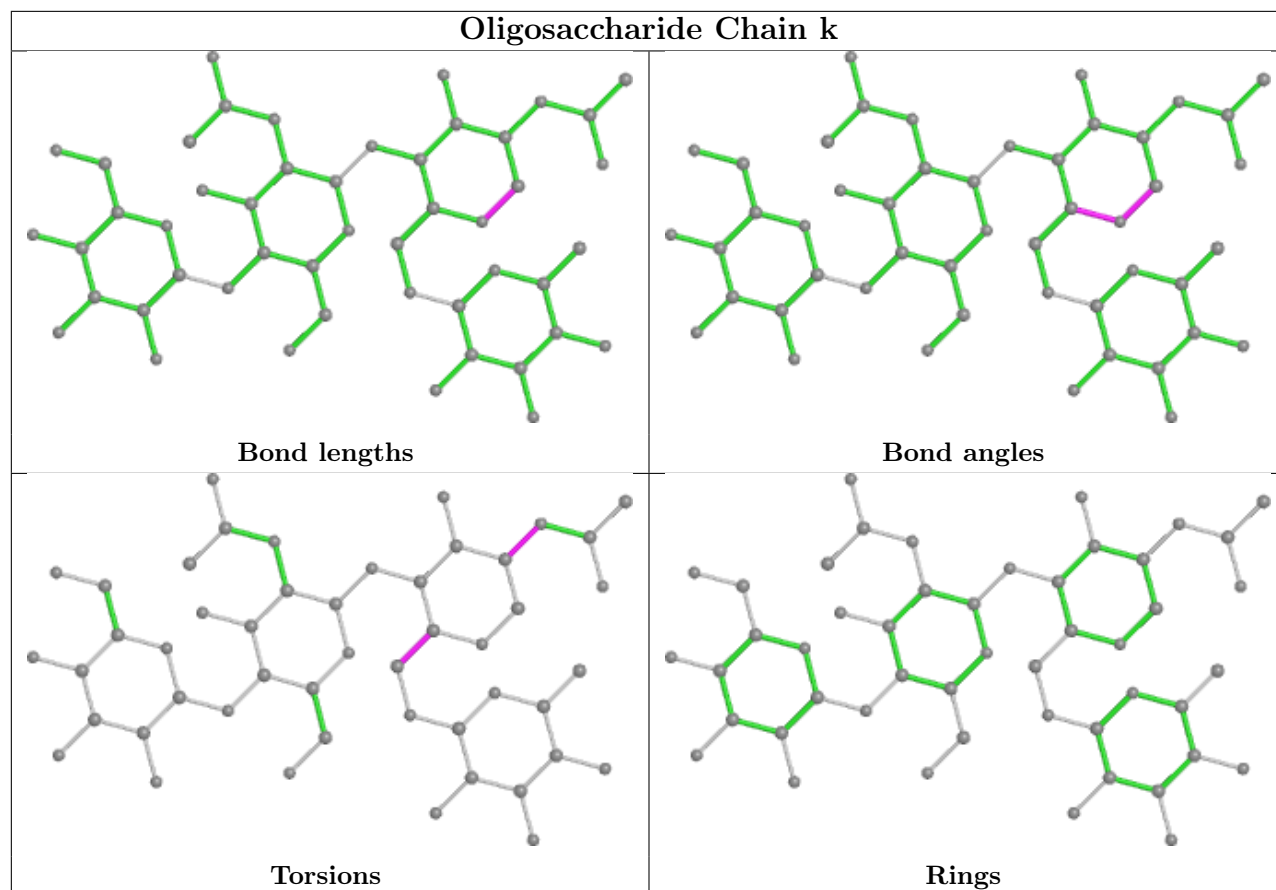 Oligosaccharide Chain k
Bond lengths
Bond angles
Torsions
Rings